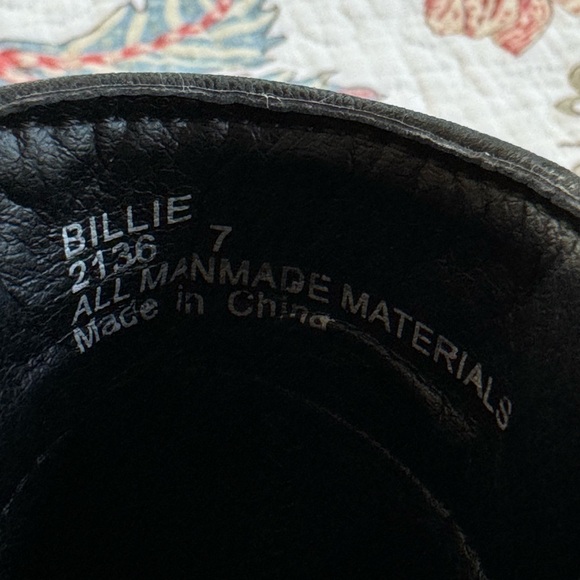 BILLIE
2136 7
ALL MANMADE MATERIALS
Made in China